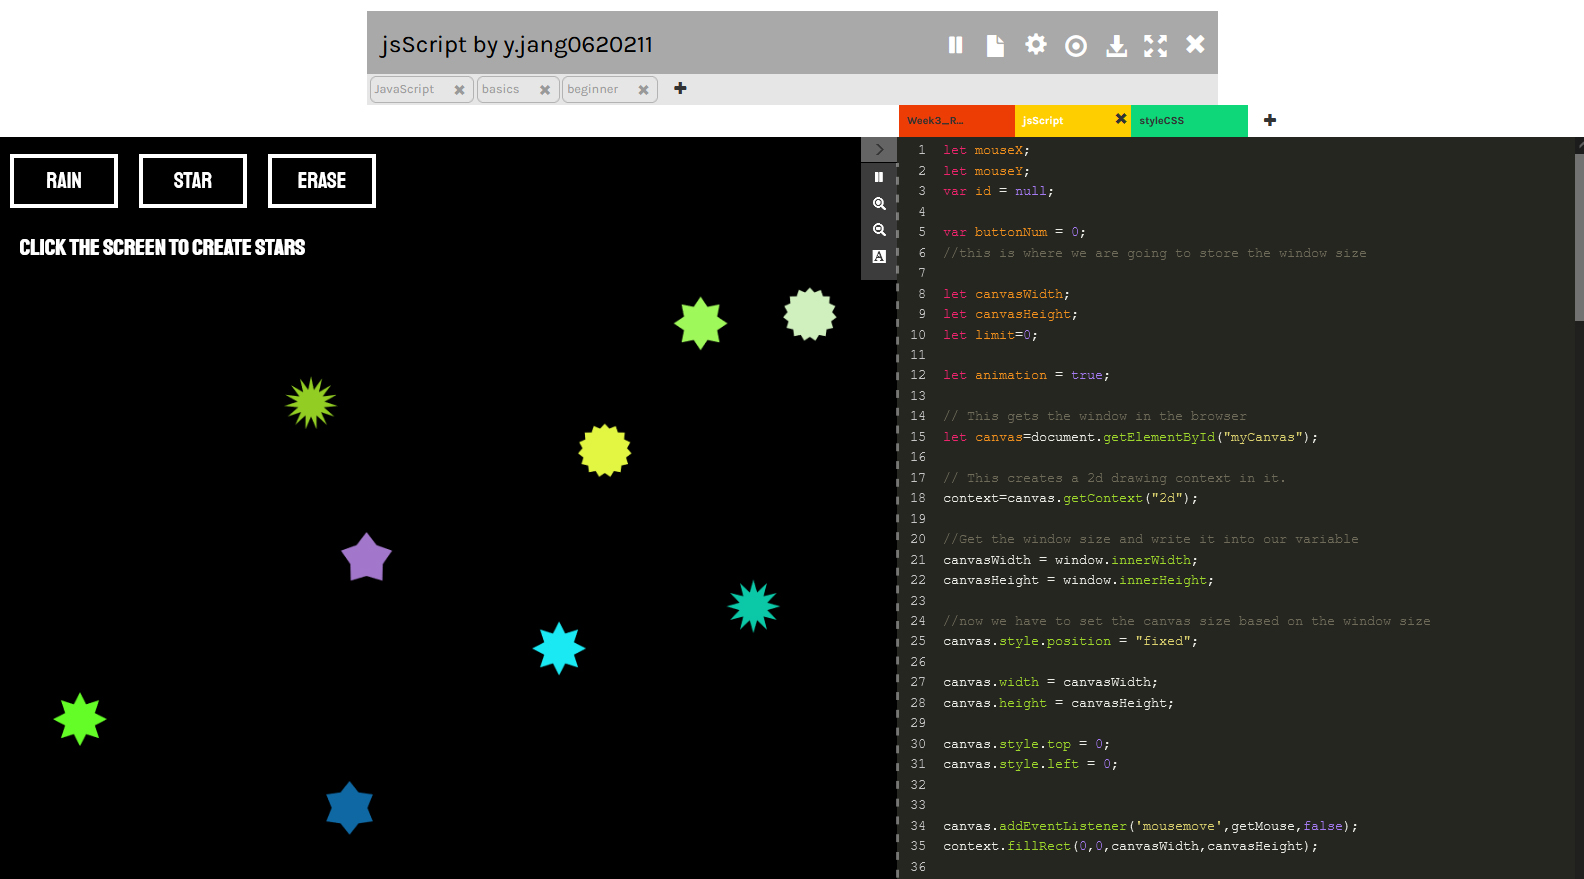 jsScript by y.jang0620211
JavaScript basics beginner
Week3_R... jsScript styleCSS
RAIN STAR ERASE
CLICK THE SCREEN TO CREATE STARS
A
1 let mouseX;
2 let mouseY;
3 var id = null;
4
5 var buttonNum = 0;
6 //this is where we are going to store the window size
7
8 let canvasWidth;
9 let canvasHeight;
10 let limit=0;
11
12 let animation = true;
13
14 // This gets the window in the browser
15 let canvas=document.getElementById("myCanvas");
16
17 // This creates a 2d drawing context in it.
18 context=canvas.getContext("2d");
19
20 //Get the window size and write it into our variable
21 canvasWidth = window.innerWidth;
22 canvasHeight = window.innerHeight;
23
24 //now we have to set the canvas size based on the window size
25 canvas.style.position = "fixed";
26
27 canvas.width = canvasWidth;
28 canvas.height = canvasHeight;
29
30 canvas.style.top = 0;
31 canvas.style.left = 0;
32
33
34 canvas.addEventListener('mousemove',getMouse,false);
35 context.fillRect(0,0,canvasWidth,canvasHeight);
36